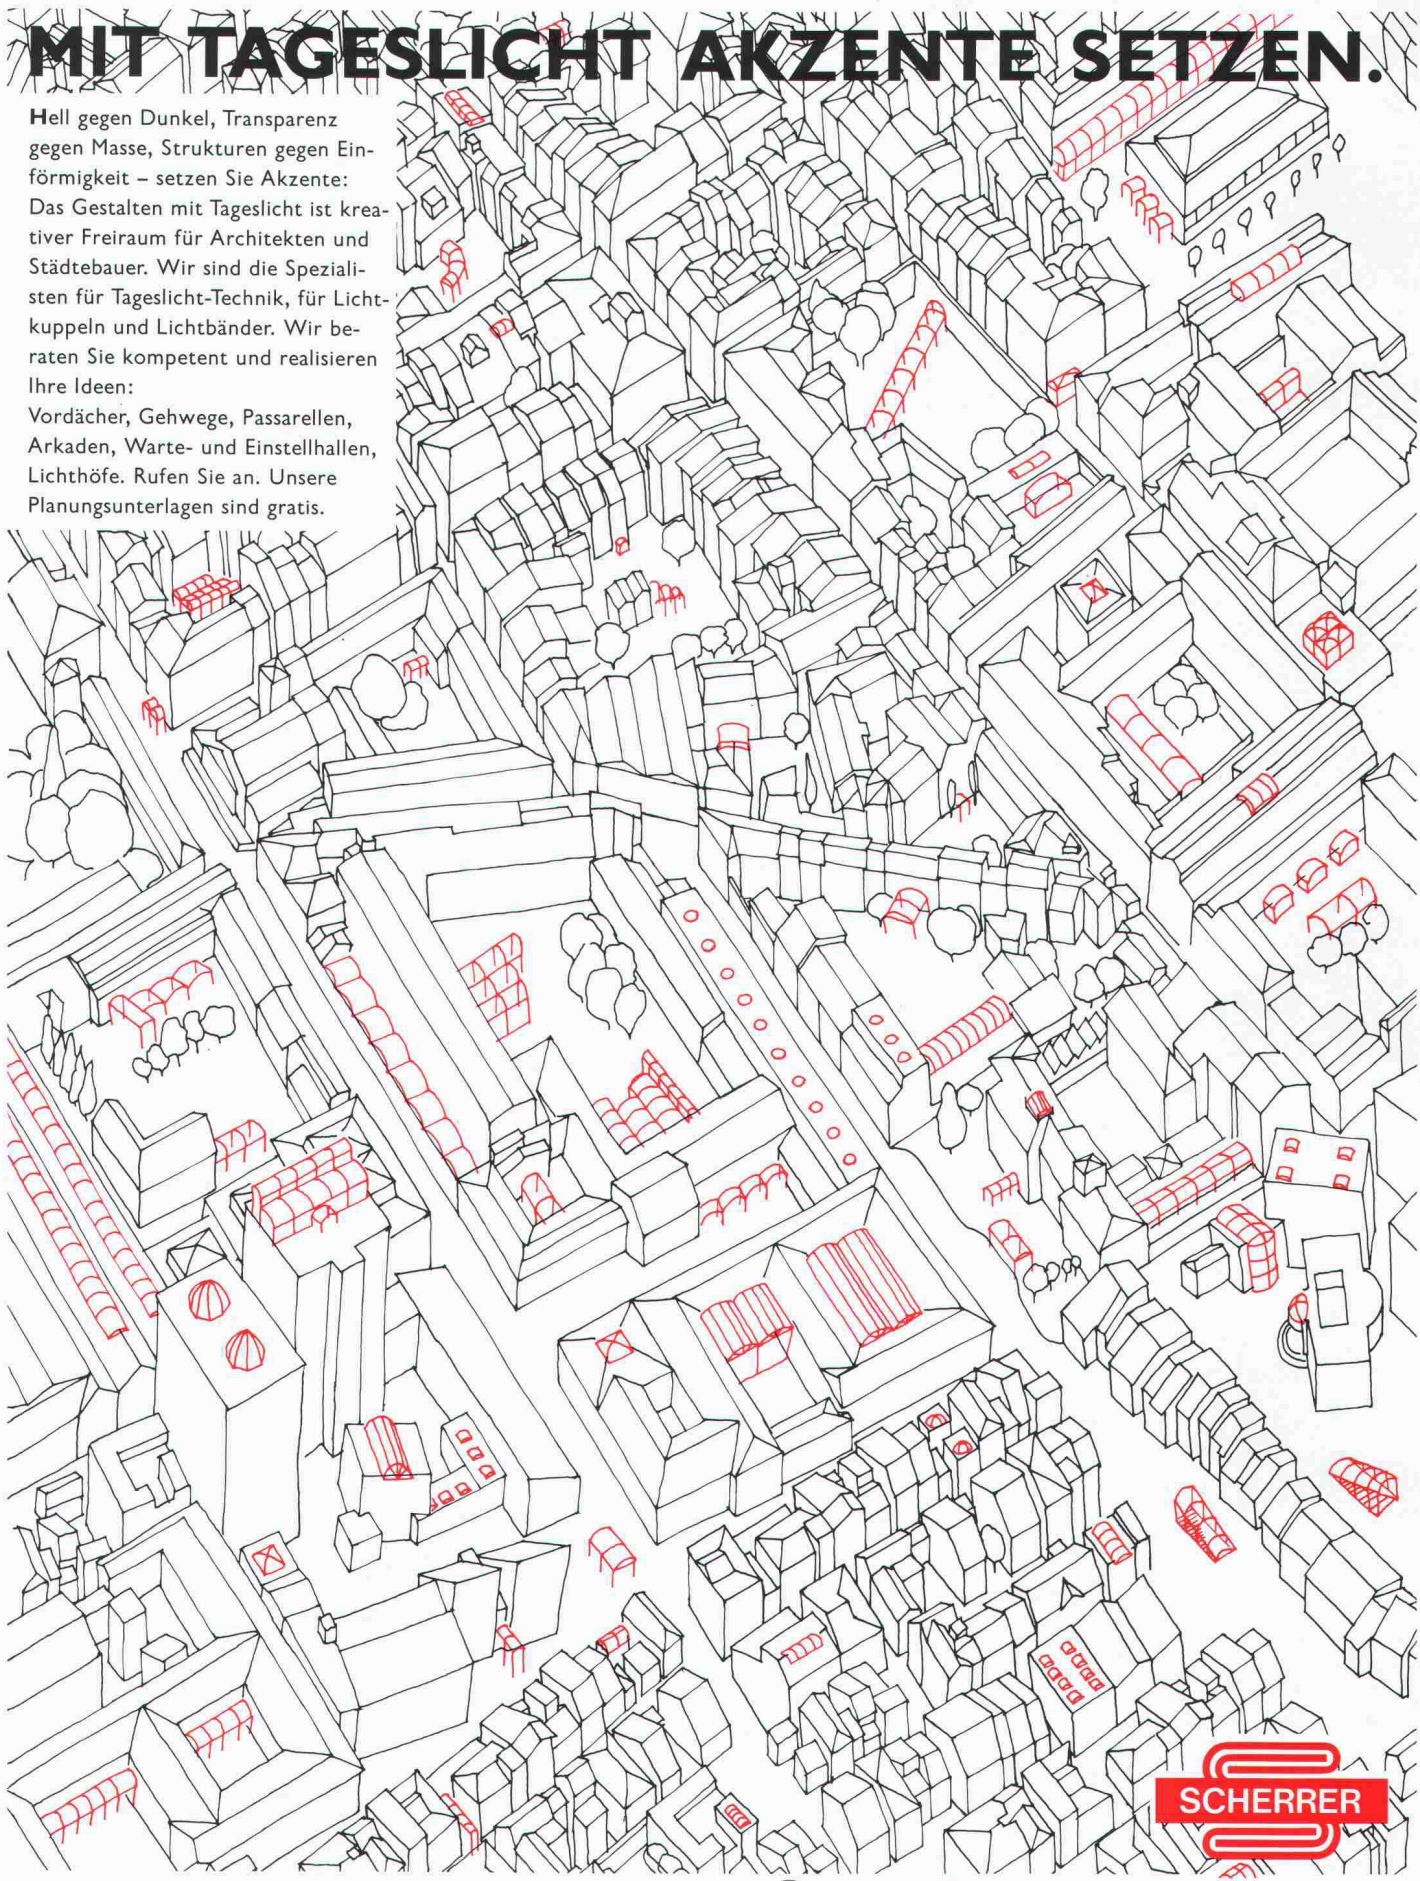 MIT TAGESLICHT AKZENTE SETZEN.
Hell gegen Dunkel, Transparenz
gegen Masse, Strukturen gegen Ein-
förmigkeit – setzen Sie Akzente:
Das Gestalten mit Tageslicht ist krea-
tiver Freiraum für Architekten und
Städtebauer. Wir sind die Speziali-
sten für Tageslicht-Technik, für Licht-
kuppeln und Lichtbänder. Wir be-
raten Sie kompetent und realisieren
Ihre Ideen:
Vordächer, Gehwege, Passarellen,
Arkaden, Warte- und Einstellhallen,
Lichthöfe. Rufen Sie an. Unsere
Planungsunterlagen sind gratis.
SCHERRER